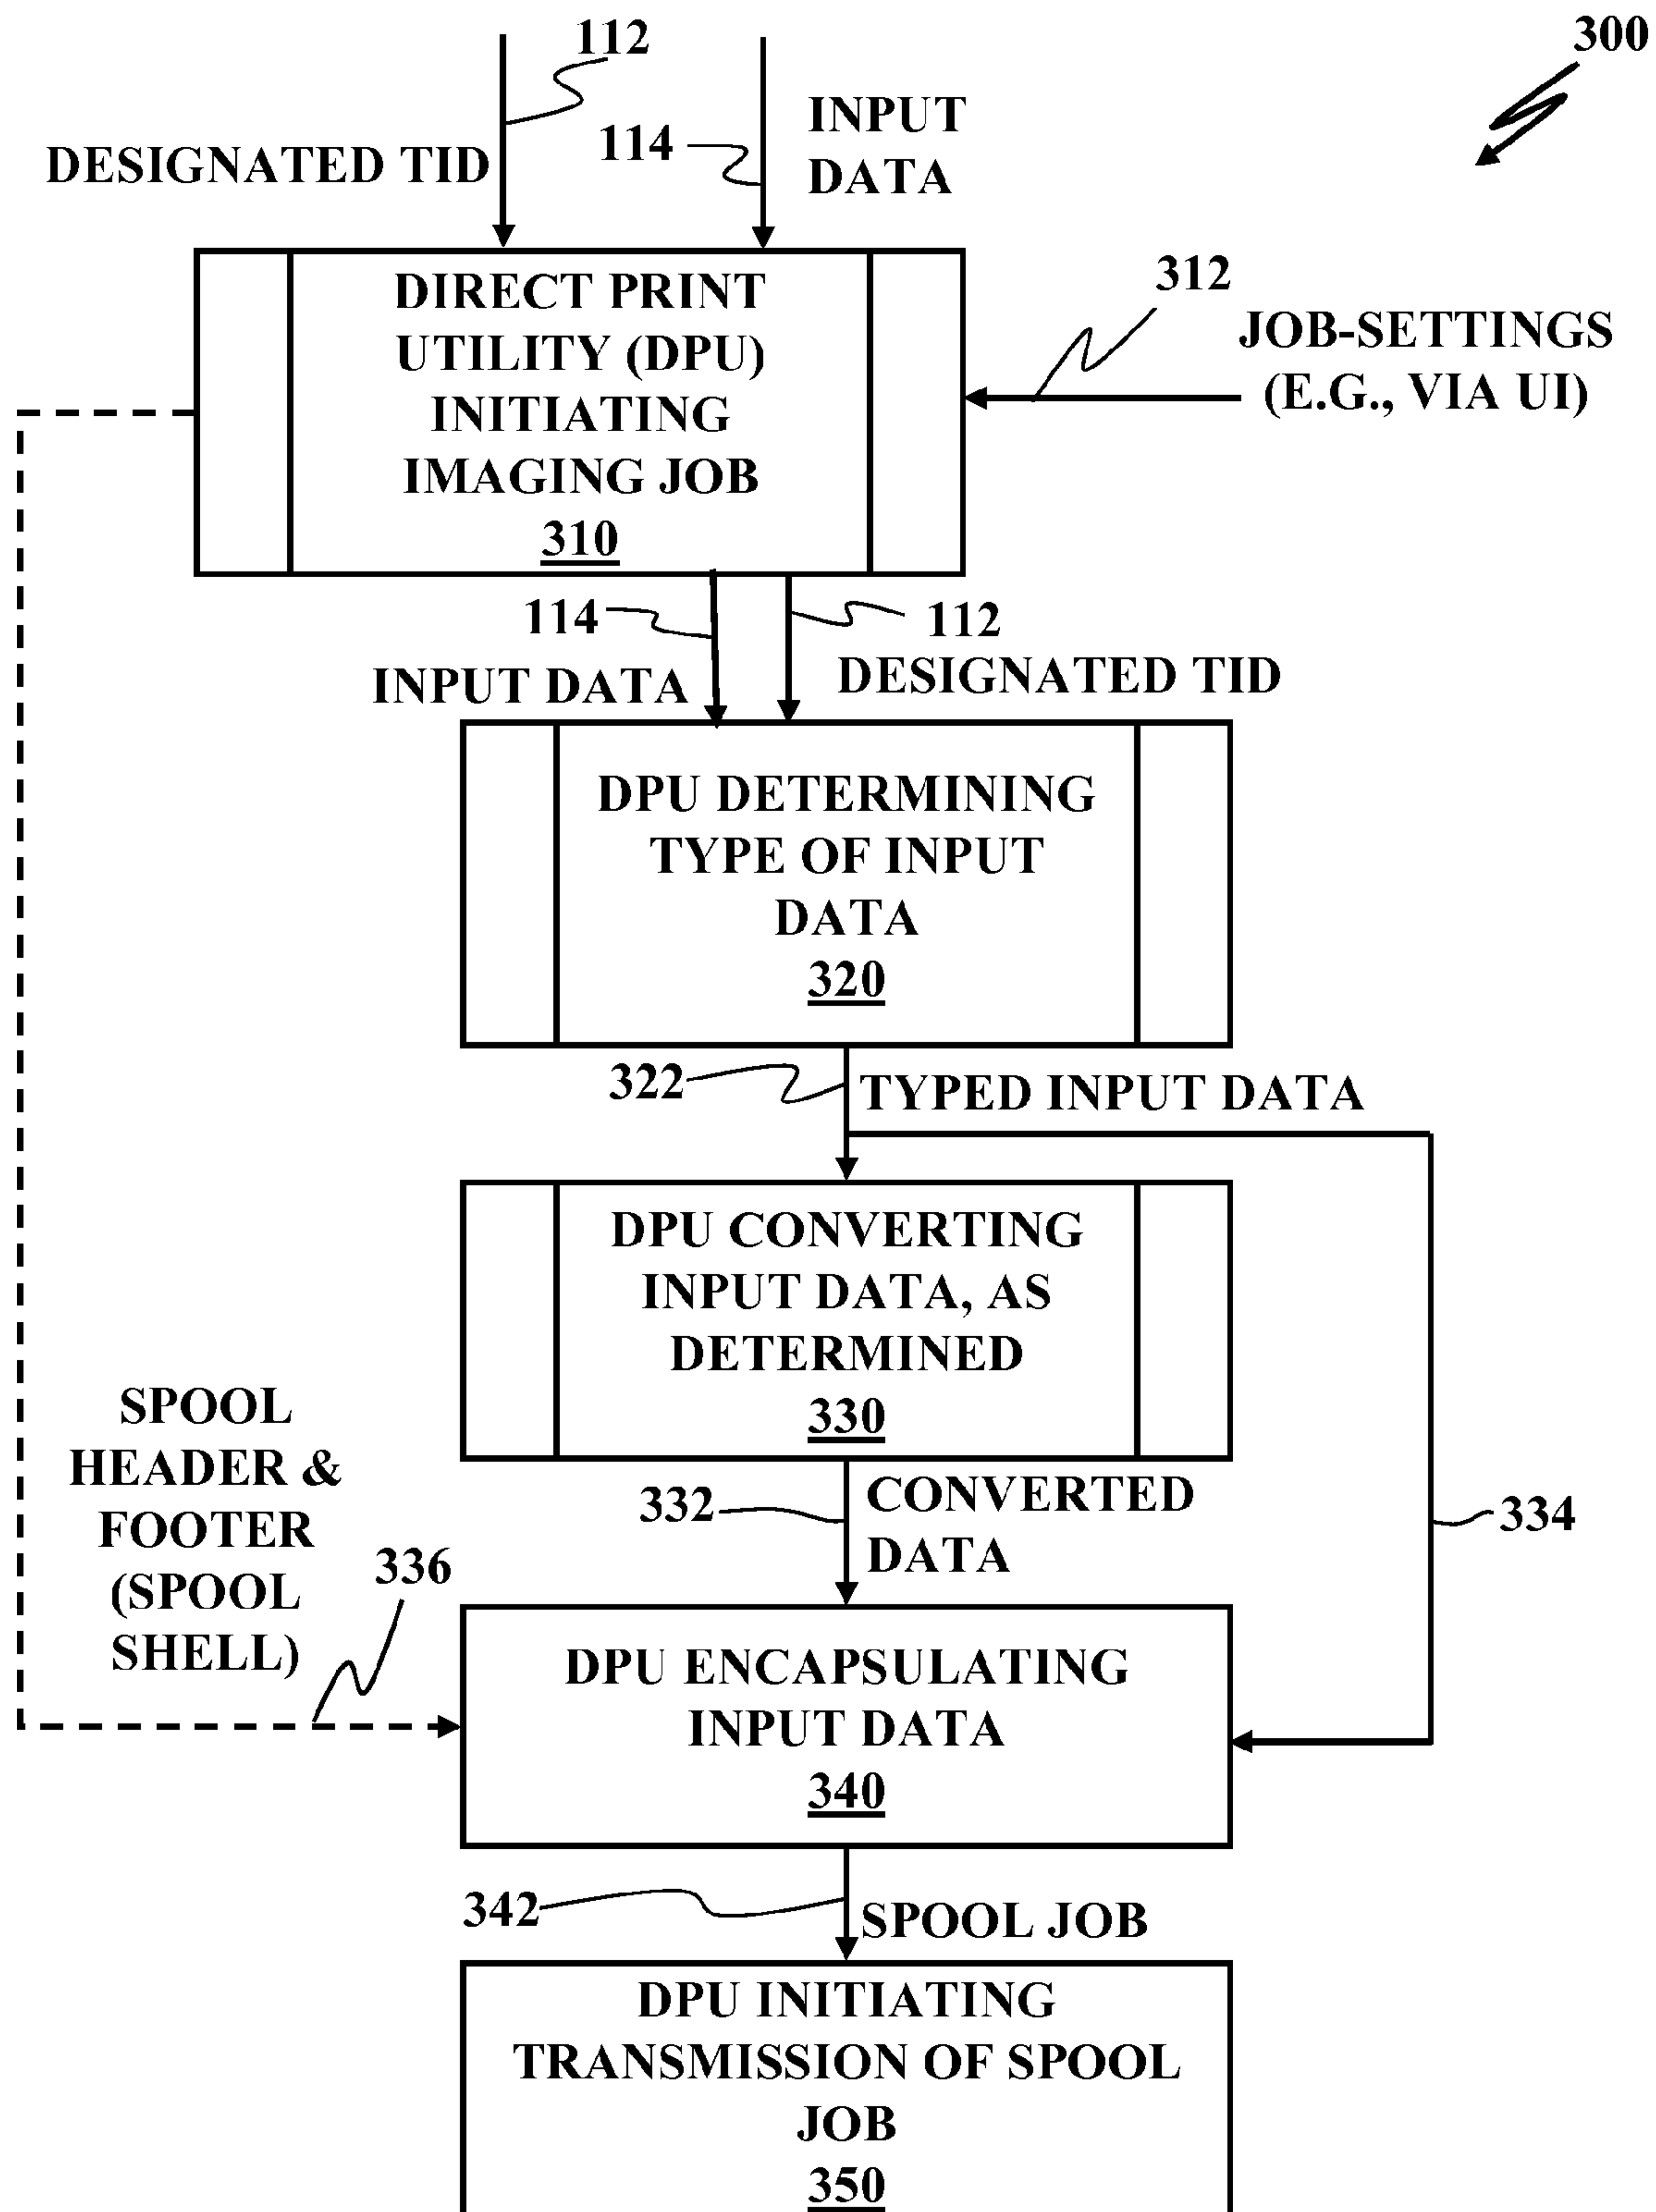 300
112
DESIGNATED TID
114
INPUT
DATA
DIRECT PRINT
UTILITY (DPU)
INITIATING
IMAGING JOB
310
312
JOB-SETTINGS
(E.G., VIA UI)
114
INPUT DATA
112
DESIGNATED TID
DPU DETERMINING
TYPE OF INPUT
DATA
320
322
TYPED INPUT DATA
DPU CONVERTING
INPUT DATA, AS
DETERMINED
330
332
CONVERTED
DATA
334
SPOOL
HEADER &
FOOTER
(SPOOL
SHELL)
336
DPU ENCAPSULATING
INPUT DATA
340
342
SPOOL JOB
DPU INITIATING
TRANSMISSION OF SPOOL
JOB
350